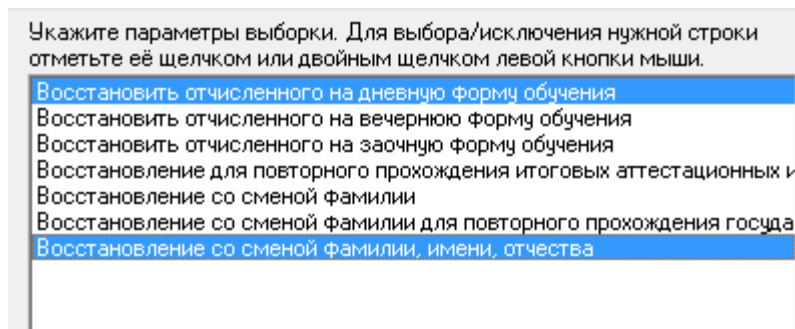 Укажите параметры выборки. Для выбора/исключения нужной строки
отметьте её щелчком или двойным щелчком левой кнопки мыши.
Восстановить отчисленного на дневную форму обучения
Восстановить отчисленного на вечернюю форму обучения
Восстановить отчисленного на заочную форму обучения
Восстановление для повторного прохождения итоговых аттестационных и
Восстановление со сменой фамилии
Восстановление со сменой фамилии для повторного прохождения госуда
Восстановление со сменой фамилии, имени, отчества